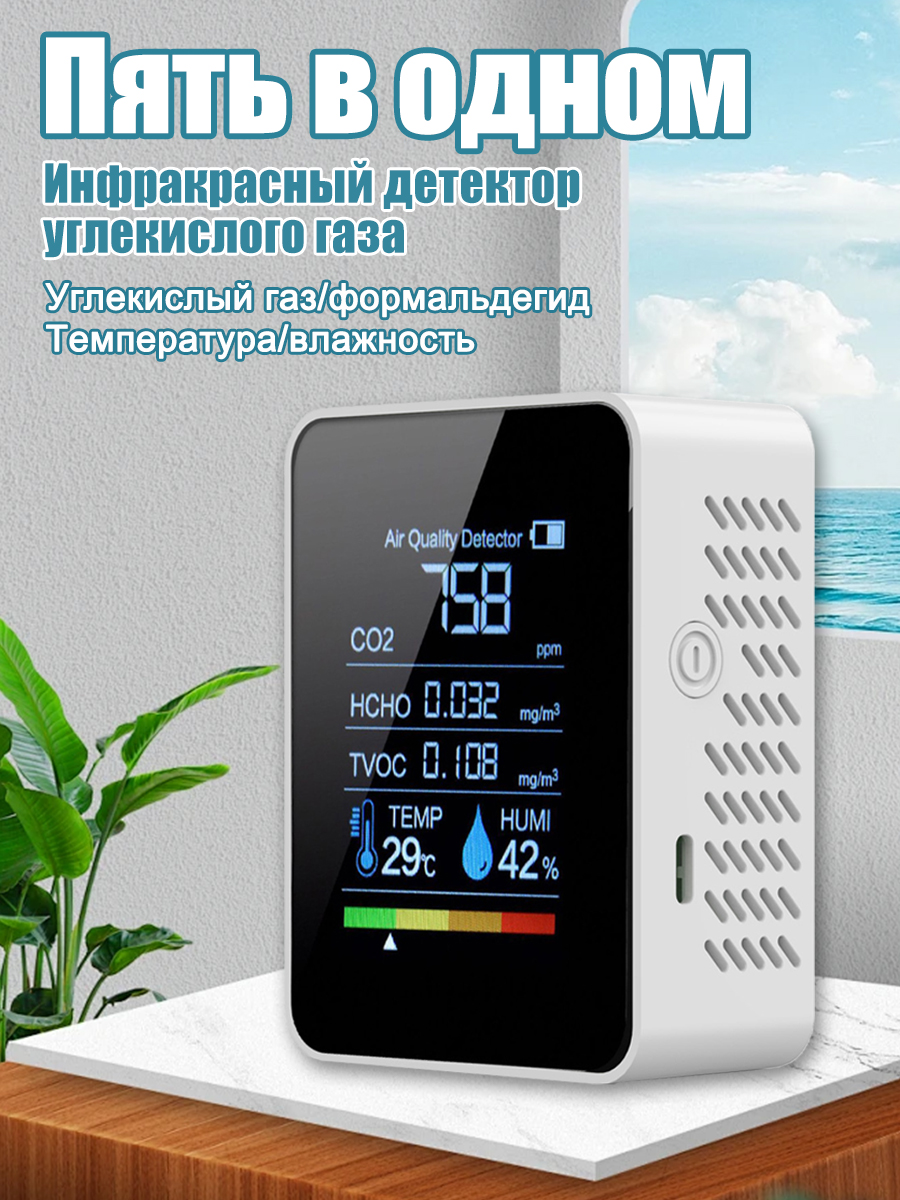 Пять в одном
Инфракрасный детектор
углекислого газа
Углекислый газ/формальдегид
Температура/влажность
Air Quality Detector
758
CO2 ppm
HCHO 0.032 mg/m³
TVOC 0.108 mg/m³
TEMP HUMI
29℃ 42%